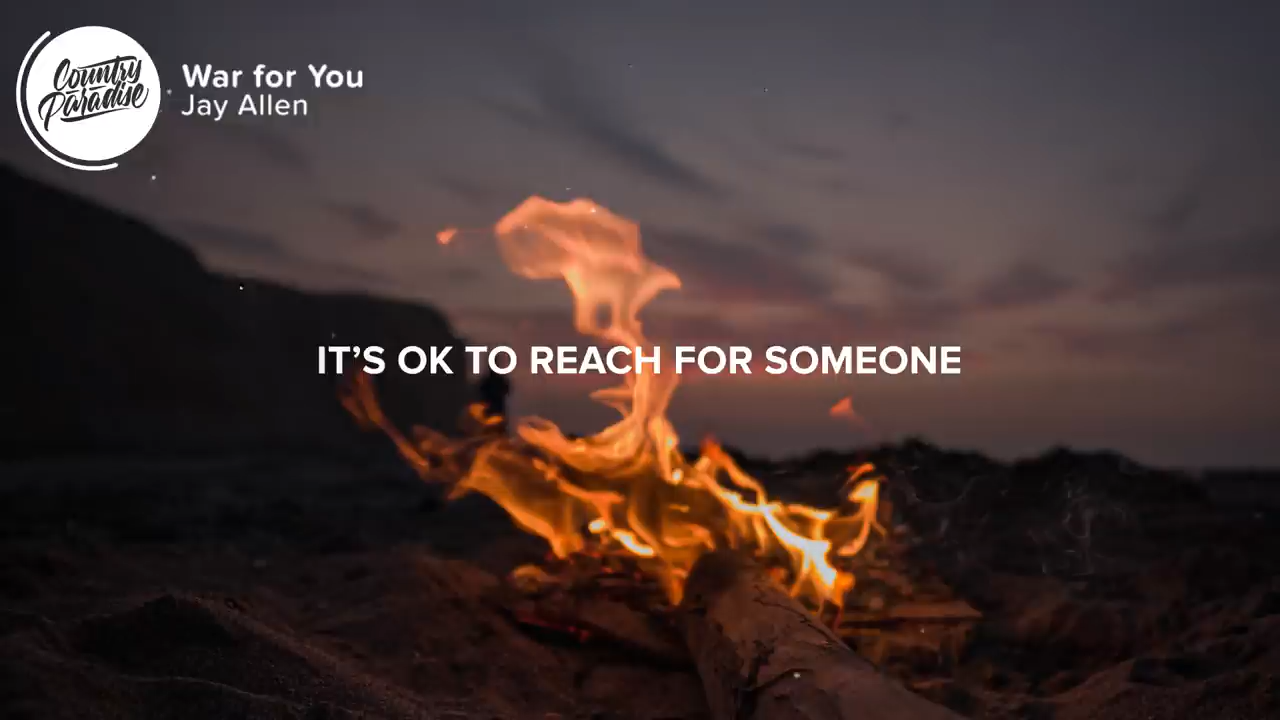 Country
Paradise
War for You
Jay Allen
IT’S OK TO REACH FOR SOMEONE